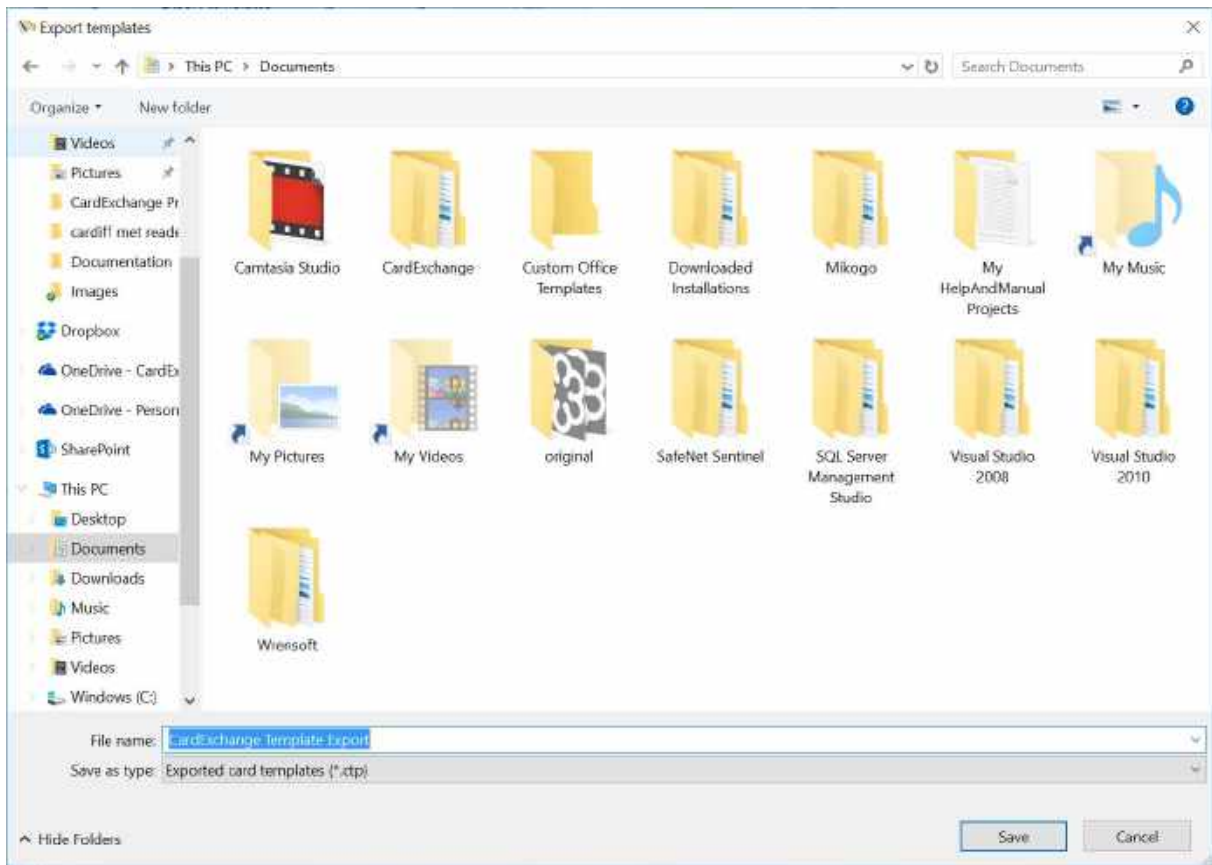 Export templates
This PC > Documents
Search Documents
Organize
New folder
Videos
Pictures
CardExchange Pr
cardiff met reade
Documentation
Images
Dropbox
OneDrive - CardEx
OneDrive - Person
SharePoint
This PC
Desktop
Documents
Downloads
Music
Pictures
Videos
Windows (C:)
Camtasia Studio
CardExchange
Custom Office
Templates
Downloaded
Installations
Mikogo
My
HelpAndManual
Projects
My Music
My Pictures
My Videos
original
SafeNet Sentinel
SQL Server
Management
Studio
Visual Studio
2008
Visual Studio
2010
Wrensoft
File name: CardExchange Template Export
Save as type: Exported card templates (*.ctp)
Hide Folders
Save
Cancel